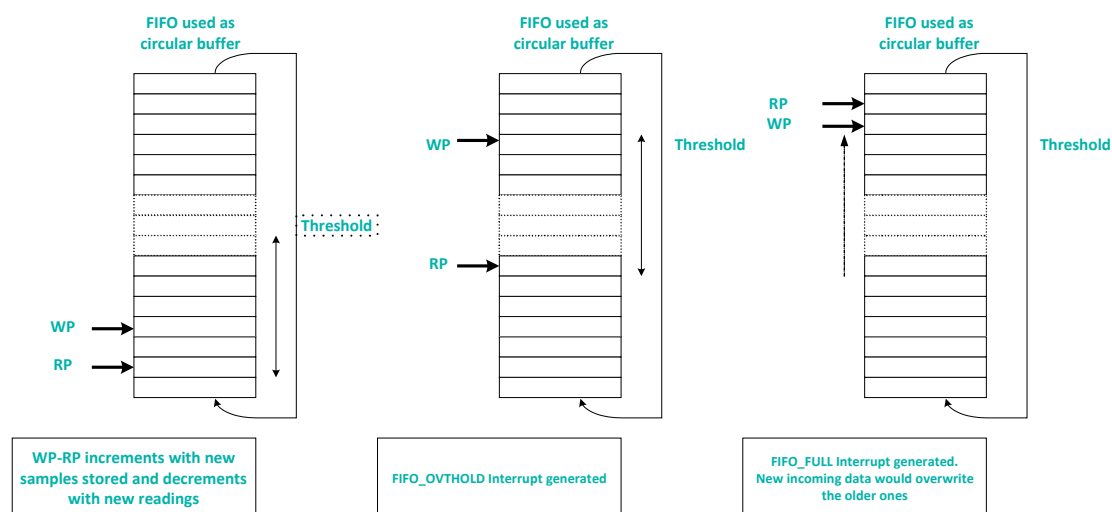 FIFO used as
circular buffer
WP
RP
Threshold
WP-RP increments with new
samples stored and decrements
with new readings
FIFO used as
circular buffer
WP
RP
Threshold
FIFO_OVTHOLD Interrupt generated
FIFO used as
circular buffer
RP
WP
Threshold
FIFO_FULL Interrupt generated.
New incoming data would overwrite
the older ones